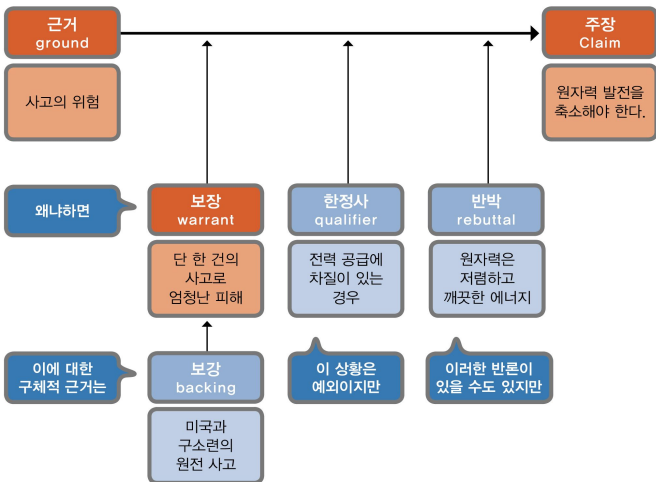 근거
ground
주장
Claim
사고의 위험
원자력 발전을
축소해야 한다.
왜냐하면
보장
warrant
한정사
qualifier
반박
rebuttal
단 한 건의
사고로
엄청난 피해
전력 공급에
차질이 있는
경우
원자력은
저렴하고
깨끗한 에너지
이에 대한
구체적 근거는
보강
backing
이 상황은
예외이지만
이러한 반론이
있을 수도 있지만
미국과
구소련의
원전 사고